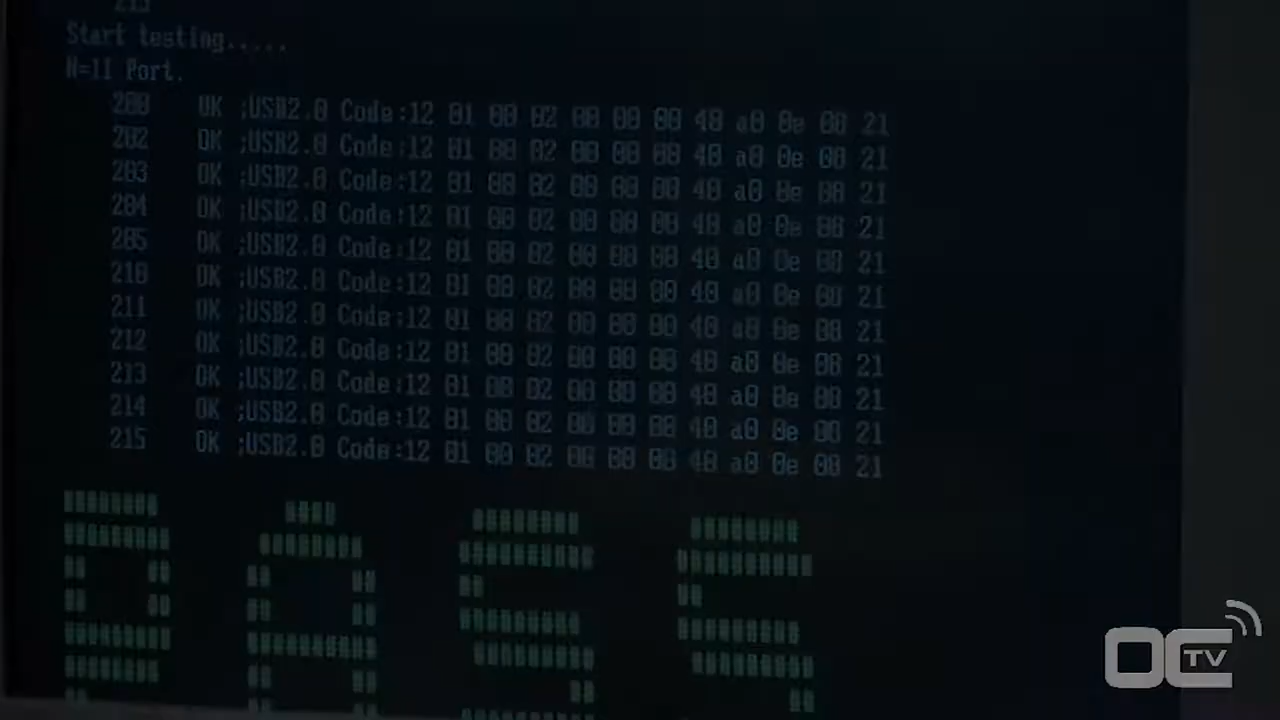 215
Start testing.....
N=11 Port.
200 OK ;USB2.0 Code:12 01 00 02 00 00 00 40 a0 0e 00 21
202 OK ;USB2.0 Code:12 01 00 02 00 00 00 40 a0 0e 00 21
203 OK ;USB2.0 Code:12 01 00 02 00 00 00 40 a0 0e 00 21
204 OK ;USB2.0 Code:12 01 00 02 00 00 00 40 a0 0e 00 21
205 OK ;USB2.0 Code:12 01 00 02 00 00 00 40 a0 0e 00 21
210 OK ;USB2.0 Code:12 01 00 02 00 00 00 40 a0 0e 00 21
211 OK ;USB2.0 Code:12 01 00 02 00 00 00 40 a0 0e 00 21
212 OK ;USB2.0 Code:12 01 00 02 00 00 00 40 a0 0e 00 21
213 OK ;USB2.0 Code:12 01 00 02 00 00 00 40 a0 0e 00 21
214 OK ;USB2.0 Code:12 01 00 02 00 00 00 40 a0 0e 00 21
215 OK ;USB2.0 Code:12 01 00 02 00 00 00 40 a0 0e 00 21
PASS
OC TV